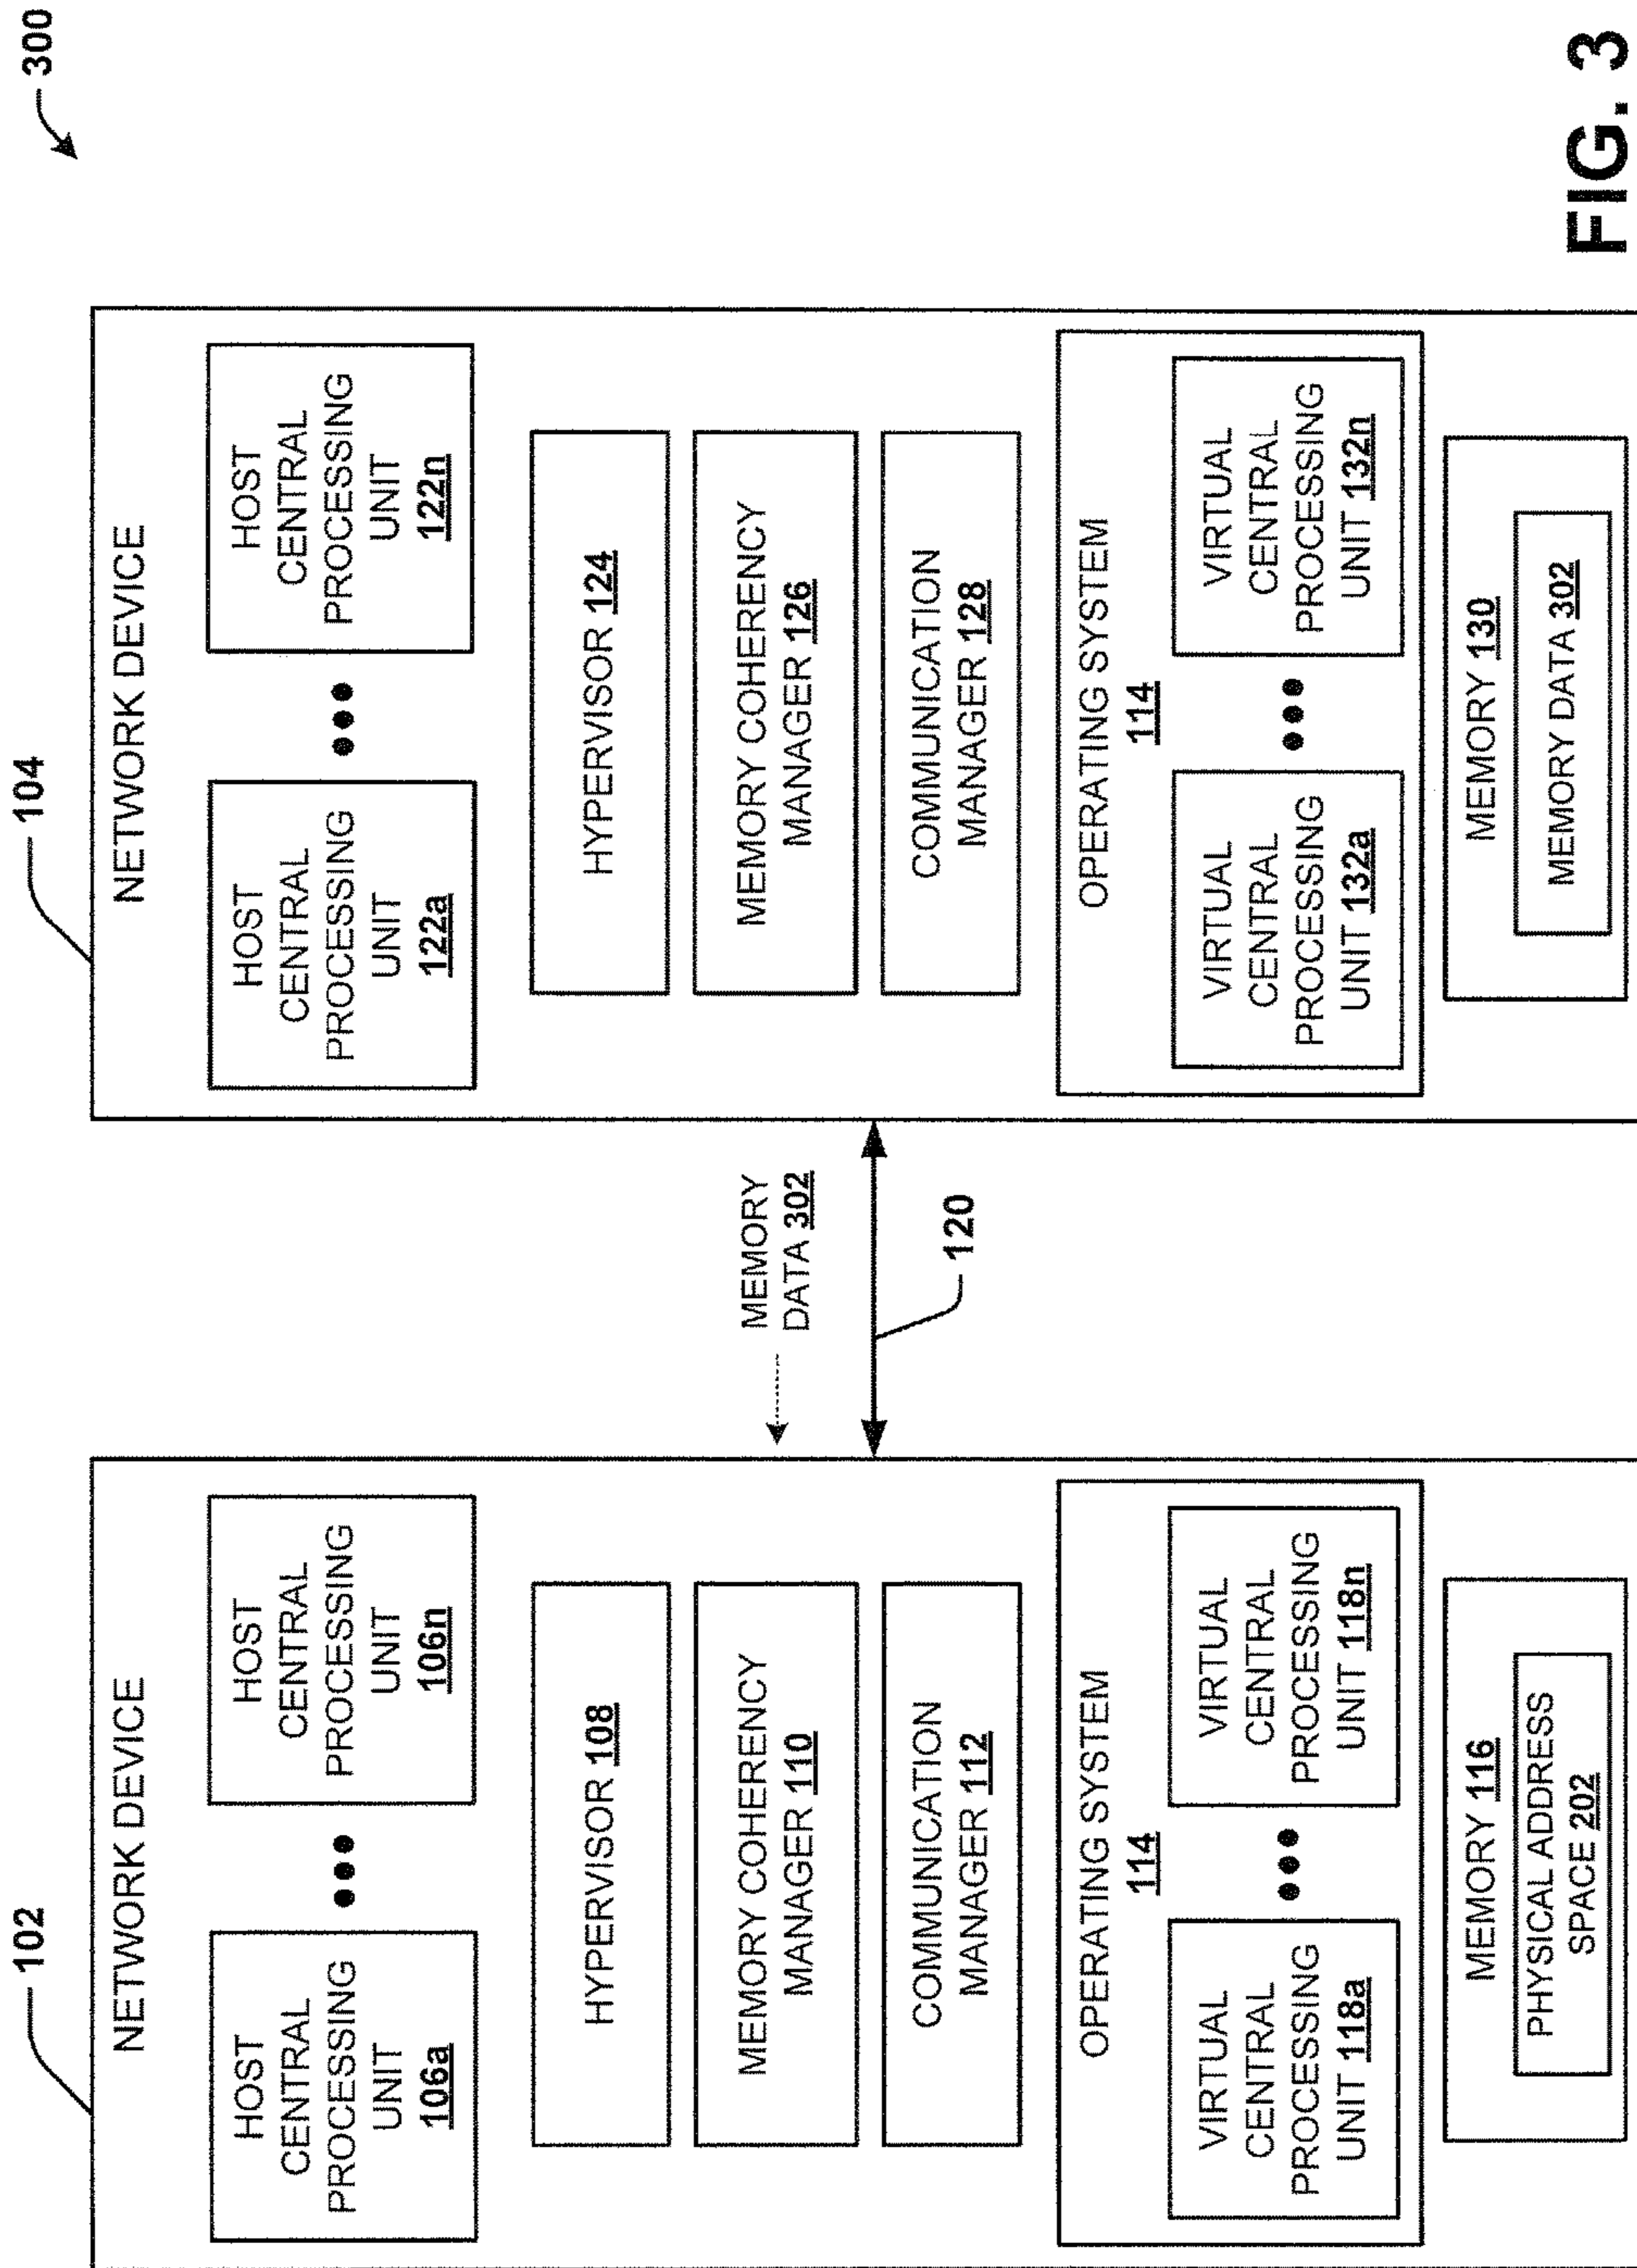 300
102
NETWORK DEVICE
HOST
CENTRAL
PROCESSING
UNIT
106a
HOST
CENTRAL
PROCESSING
UNIT
106n
HYPERVISOR 108
MEMORY COHERENCY
MANAGER 110
COMMUNICATION
MANAGER 112
OPERATING SYSTEM
114
VIRTUAL
CENTRAL
PROCESSING
UNIT 118a
VIRTUAL
CENTRAL
PROCESSING
UNIT 118n
MEMORY 116
PHYSICAL ADDRESS
SPACE 202
MEMORY
DATA 302
120
104
NETWORK DEVICE
HOST
CENTRAL
PROCESSING
UNIT
122a
HOST
CENTRAL
PROCESSING
UNIT
122n
HYPERVISOR 124
MEMORY COHERENCY
MANAGER 126
COMMUNICATION
MANAGER 128
OPERATING SYSTEM
114
VIRTUAL
CENTRAL
PROCESSING
UNIT 132a
VIRTUAL
CENTRAL
PROCESSING
UNIT 132n
MEMORY 130
MEMORY DATA 302
FIG. 3